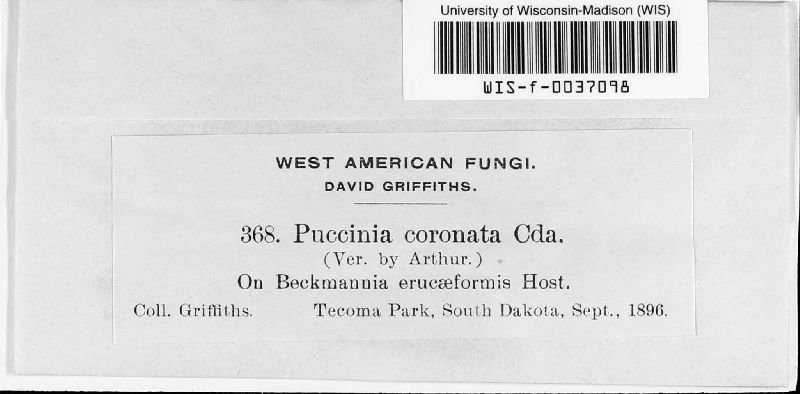 University of Wisconsin-Madison (WIS)
WIS-f-0037098
WEST AMERICAN FUNGI.
DAVID GRIFFITHS.
368. Puccinia coronata Cda.
(Ver. by Arthur.)
On Beckmannia erucæformis Host.
Coll. Griffiths. Tecoma Park, South Dakota, Sept., 1896.